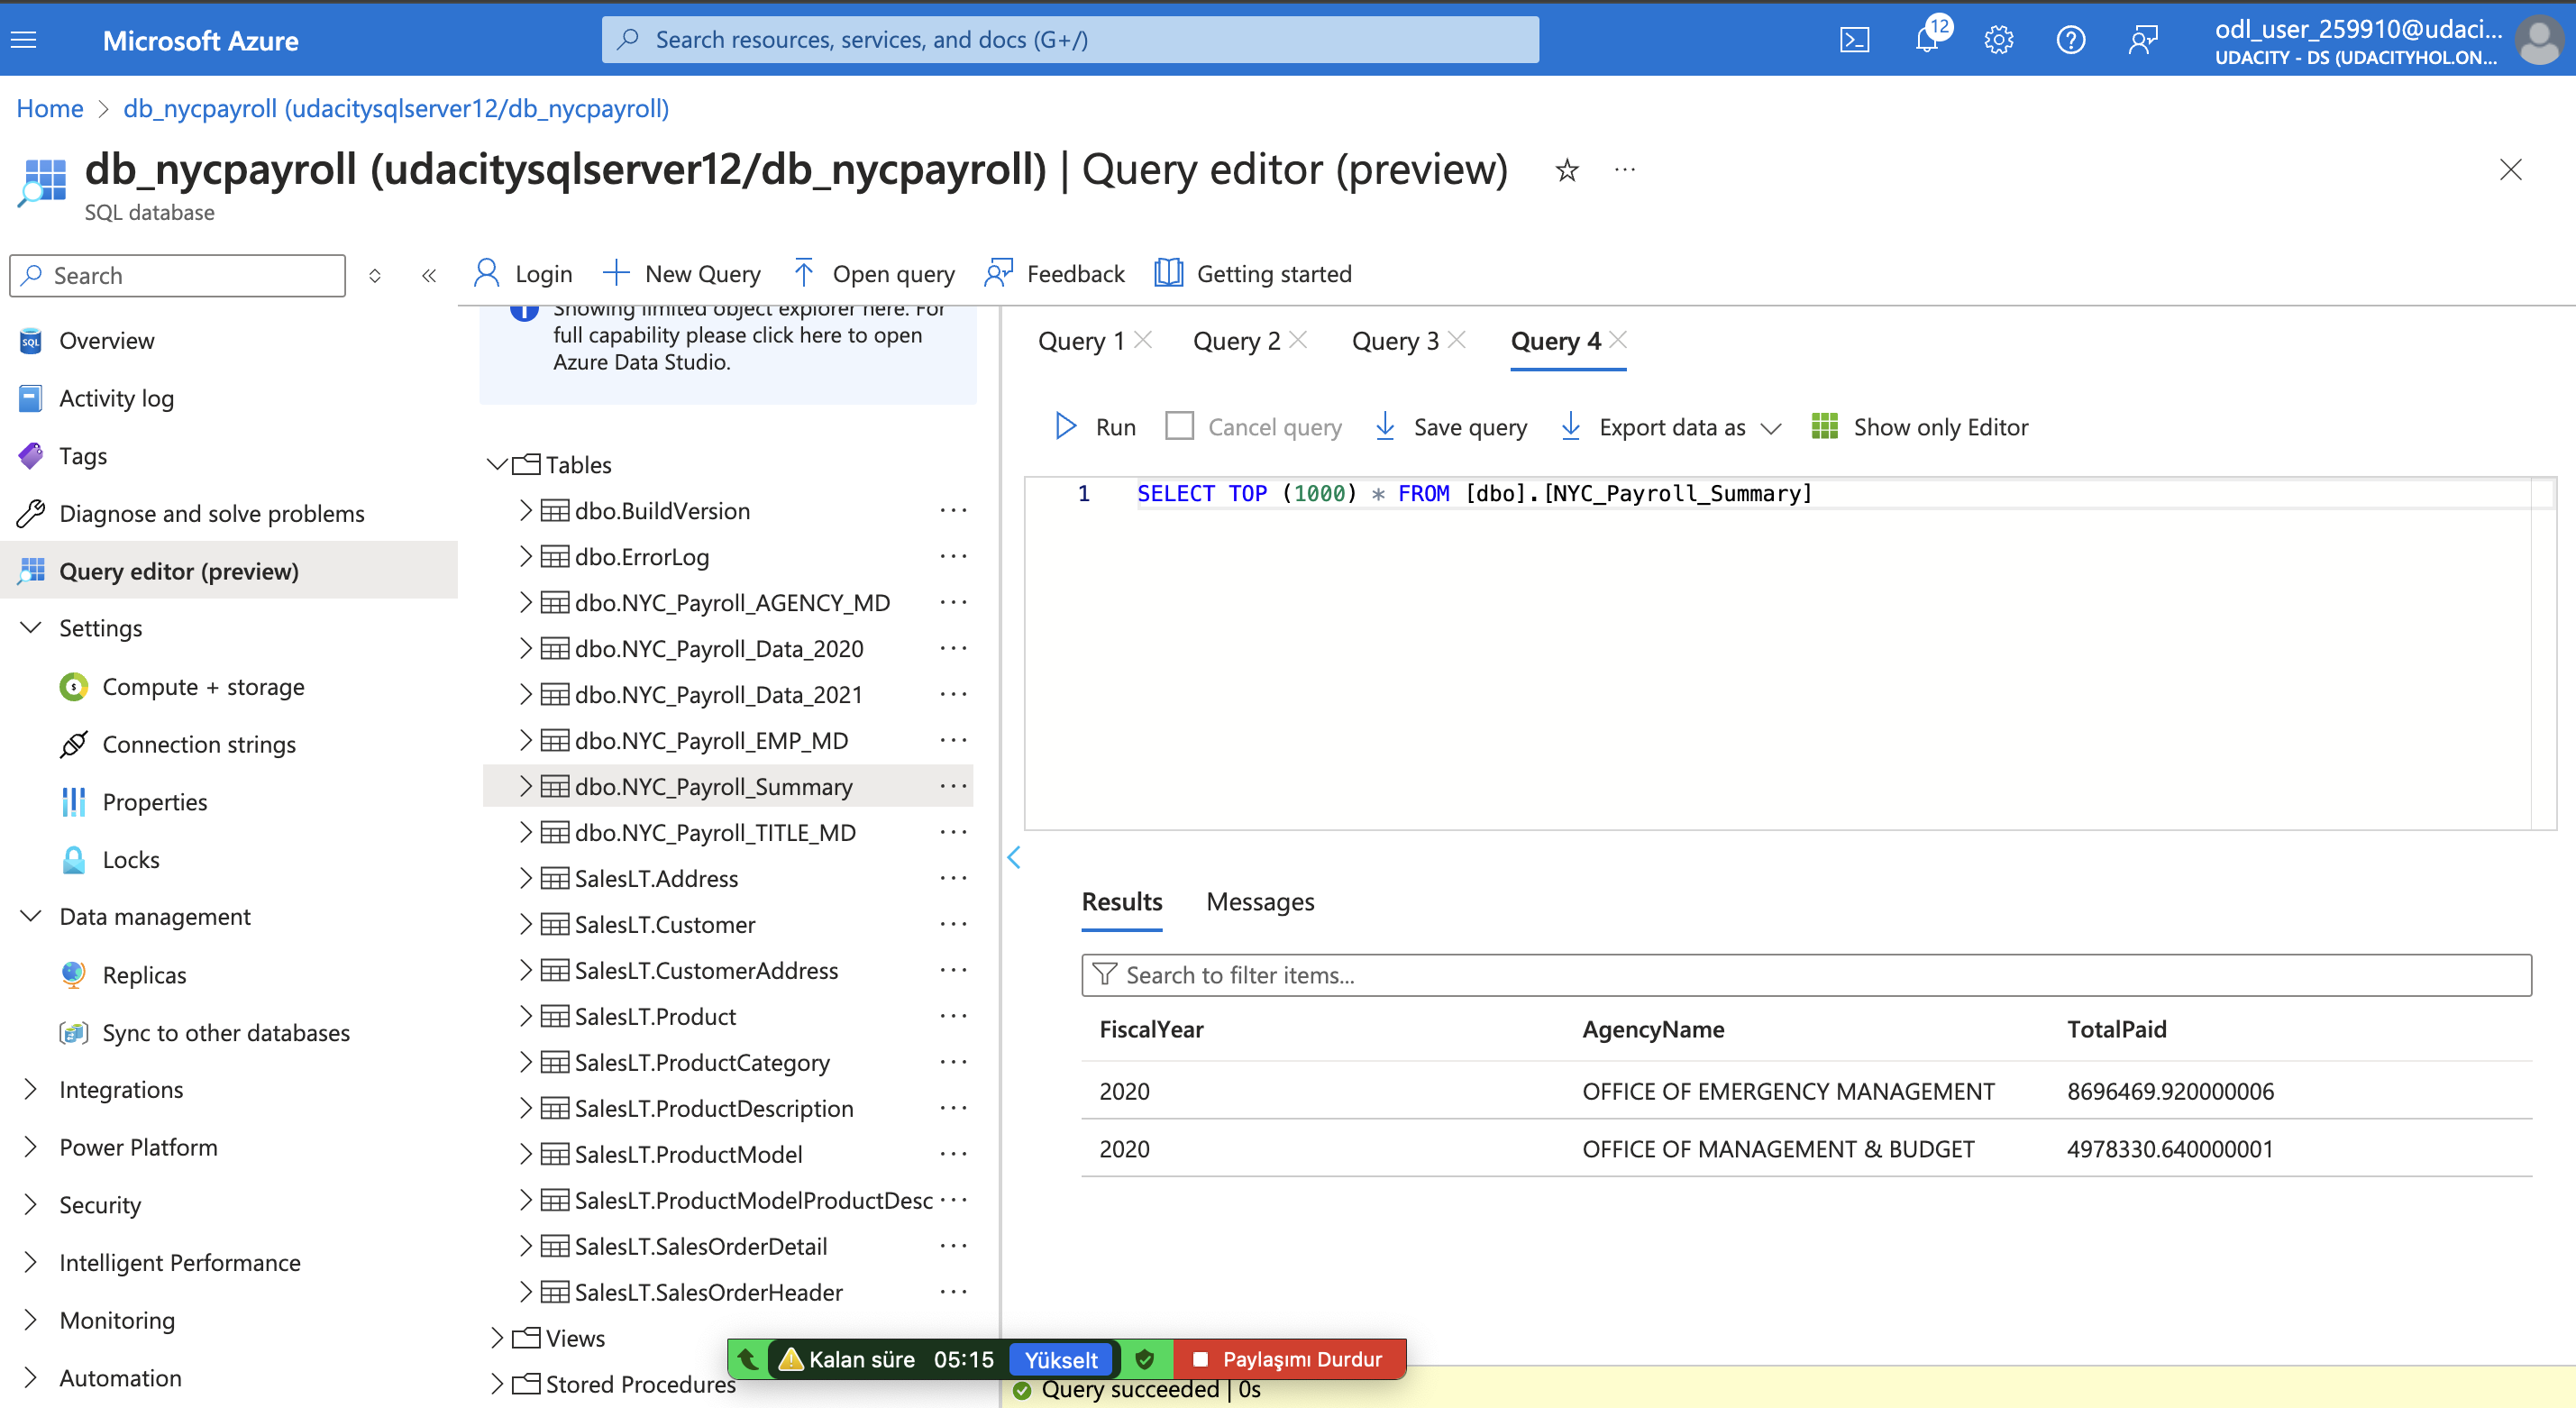 Microsoft Azure
Search resources, services, and docs (G+/)
12
odl_user_259910@udaci...
UDACITY - DS (UDACITYHOL.ON...
Home > db_nycpayroll (udacitysqlserver12/db_nycpayroll)
db_nycpayroll (udacitysqlserver12/db_nycpayroll) | Query editor (preview)
SQL database
Search
Login
New Query
Open query
Feedback
Getting started
Overview
Activity log
Tags
Diagnose and solve problems
Query editor (preview)
Settings
Compute + storage
Connection strings
Properties
Locks
Data management
Replicas
Sync to other databases
Integrations
Power Platform
Security
Intelligent Performance
Monitoring
Automation
Showing limited object explorer here. For
full capability please click here to open
Azure Data Studio.
Tables
dbo.BuildVersion
dbo.ErrorLog
dbo.NYC_Payroll_AGENCY_MD
dbo.NYC_Payroll_Data_2020
dbo.NYC_Payroll_Data_2021
dbo.NYC_Payroll_EMP_MD
dbo.NYC_Payroll_Summary
dbo.NYC_Payroll_TITLE_MD
SalesLT.Address
SalesLT.Customer
SalesLT.CustomerAddress
SalesLT.Product
SalesLT.ProductCategory
SalesLT.ProductDescription
SalesLT.ProductModel
SalesLT.ProductModelProductDesc
SalesLT.SalesOrderDetail
SalesLT.SalesOrderHeader
Views
Stored Procedures
Query 1
Query 2
Query 3
Query 4
Run
Cancel query
Save query
Export data as
Show only Editor
1 SELECT TOP (1000) * FROM [dbo].[NYC_Payroll_Summary]
Results
Messages
Search to filter items...
FiscalYear AgencyName TotalPaid
2020 OFFICE OF EMERGENCY MANAGEMENT 8696469.920000006
2020 OFFICE OF MANAGEMENT & BUDGET 4978330.640000001
Kalan süre 05:15 Yükselt Paylaşımı Durdur
Query succeeded | 0s